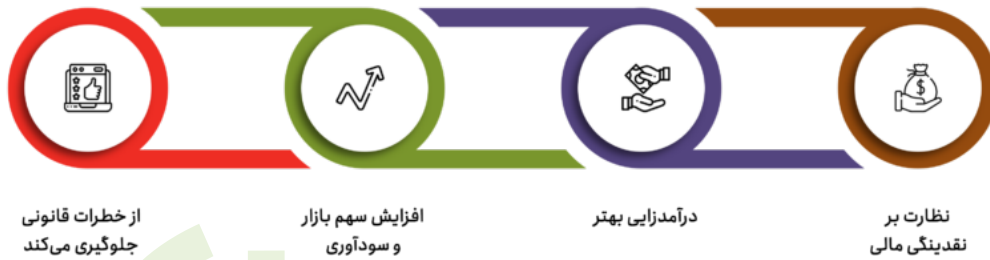 نظارت بر
نقدینگی مالی
درآمدزایی بهتر
افزایش سهم بازار
و سودآوری
از خطرات قانونی
جلوگیری می‌کند
$